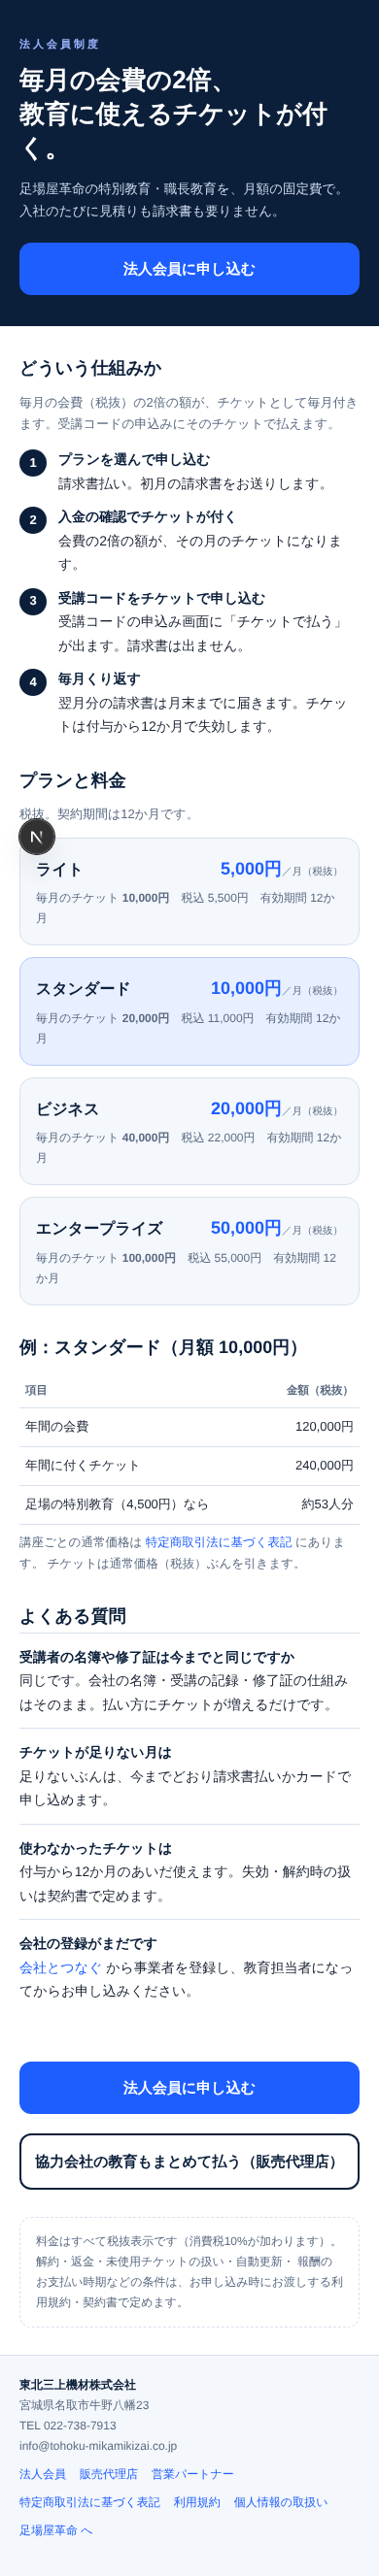 法人会員制度
毎月の会費の2倍、
教育に使えるチケットが付
く。
足場屋革命の特別教育・職長教育を、月額の固定費で。
入社のたびに見積りも請求書も要りません。
法人会員に申し込む
どういう仕組みか
毎月の会費（税抜）の2倍の額が、チケットとして毎月付き
ます。受講コードの申込みにそのチケットで払えます。
1
プランを選んで申し込む
請求書払い。初月の請求書をお送りします。
2
入金の確認でチケットが付く
会費の2倍の額が、その月のチケットになりま
す。
3
受講コードをチケットで申し込む
受講コードの申込み画面に「チケットで払う」
が出ます。請求書は出ません。
4
毎月くり返す
翌月分の請求書は月末までに届きます。チケッ
トは付与から12か月で失効します。
プランと料金
税抜。契約期間は12か月です。
N
ライト 5,000円／月（税抜）
毎月のチケット 10,000円 税込 5,500円 有効期間 12か
月
スタンダード 10,000円／月（税抜）
毎月のチケット 20,000円 税込 11,000円 有効期間 12か
月
ビジネス 20,000円／月（税抜）
毎月のチケット 40,000円 税込 22,000円 有効期間 12か
月
エンタープライズ 50,000円／月（税抜）
毎月のチケット 100,000円 税込 55,000円 有効期間 12
か月
例：スタンダード（月額 10,000円）
項目 金額（税抜）
年間の会費 120,000円
年間に付くチケット 240,000円
足場の特別教育（4,500円）なら 約53人分
講座ごとの通常価格は 特定商取引法に基づく表記 にありま
す。 チケットは通常価格（税抜）ぶんを引きます。
よくある質問
受講者の名簿や修了証は今までと同じですか
同じです。会社の名簿・受講の記録・修了証の仕組み
はそのまま。払い方にチケットが増えるだけです。
チケットが足りない月は
足りないぶんは、今までどおり請求書払いかカードで
申し込めます。
使わなかったチケットは
付与から12か月のあいだ使えます。失効・解約時の扱
いは契約書で定めます。
会社の登録がまだです
会社とつなぐ から事業者を登録し、教育担当者になっ
てからお申し込みください。
法人会員に申し込む
協力会社の教育もまとめて払う（販売代理店）
料金はすべて税抜表示です（消費税10%が加わります）。
解約・返金・未使用チケットの扱い・自動更新・ 報酬の
お支払い時期などの条件は、お申し込み時にお渡しする利
用規約・契約書で定めます。
東北三上機材株式会社
宮城県名取市牛野八幡23
TEL 022-738-7913
info@tohoku-mikamikizai.co.jp
法人会員 販売代理店 営業パートナー
特定商取引法に基づく表記 利用規約 個人情報の取扱い
足場屋革命 へ